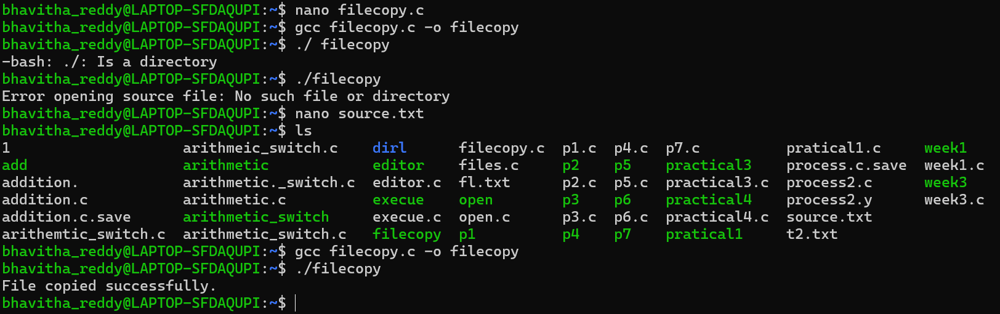 bhavitha_reddy@LAPTOP-SFDAQUPI:~$ nano filecopy.c
bhavitha_reddy@LAPTOP-SFDAQUPI:~$ gcc filecopy.c -o filecopy
bhavitha_reddy@LAPTOP-SFDAQUPI:~$ ./ filecopy
-bash: ./: Is a directory
bhavitha_reddy@LAPTOP-SFDAQUPI:~$ ./filecopy
Error opening source file: No such file or directory
bhavitha_reddy@LAPTOP-SFDAQUPI:~$ nano source.txt
bhavitha_reddy@LAPTOP-SFDAQUPI:~$ ls
1                    arithmeic_switch.c    dirl      filecopy.c  p1.c  p4.c  p7.c          pratical1.c     week1
add                  arithmetic            editor    files.c     p2    p5    practical3    process.c.save  week1.c
addition.            arithmetic._switch.c  editor.c  fl.txt      p2.c  p5.c  practical3.c  process2.c      week3
addition.c           arithmetic.c          execue    open        p3    p6    practical4    process2.y      week3.c
addition.c.save      arithmetic_switch     execue.c  open.c      p3.c  p6.c  practical4.c  source.txt
arithemtic_switch.c  arithmetic_switch.c   filecopy  p1          p4    p7    pratical1     t2.txt
bhavitha_reddy@LAPTOP-SFDAQUPI:~$ gcc filecopy.c -o filecopy
bhavitha_reddy@LAPTOP-SFDAQUPI:~$ ./filecopy
File copied successfully.
bhavitha_reddy@LAPTOP-SFDAQUPI:~$